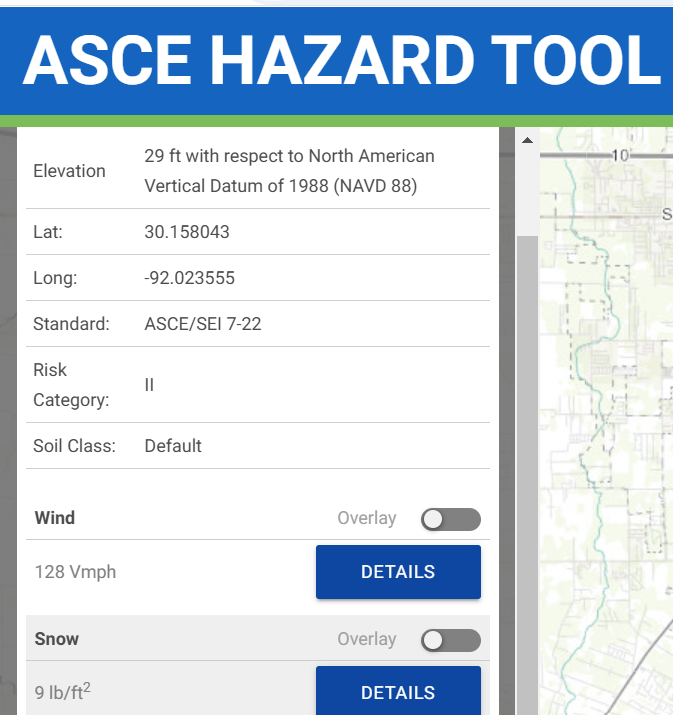 ASCE HAZARD TOOL
Elevation
29 ft with respect to North American
Vertical Datum of 1988 (NAVD 88)
Lat: 30.158043
Long: -92.023555
Standard: ASCE/SEI 7-22
Risk
Category:
II
Soil Class: Default
Wind Overlay
128 Vmph DETAILS
Snow Overlay
9 lb/ft² DETAILS
10
S